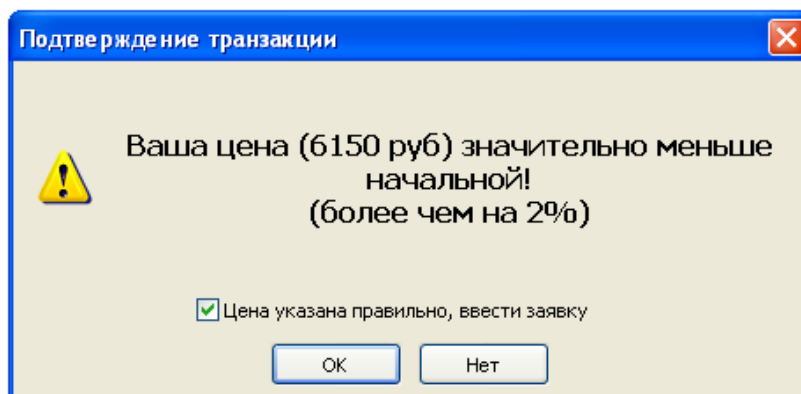 Подтверждение транзакции
Ваша цена (6150 руб) значительно меньше
начальной!
(более чем на 2%)
Цена указана правильно, ввести заявку
ОК
Нет